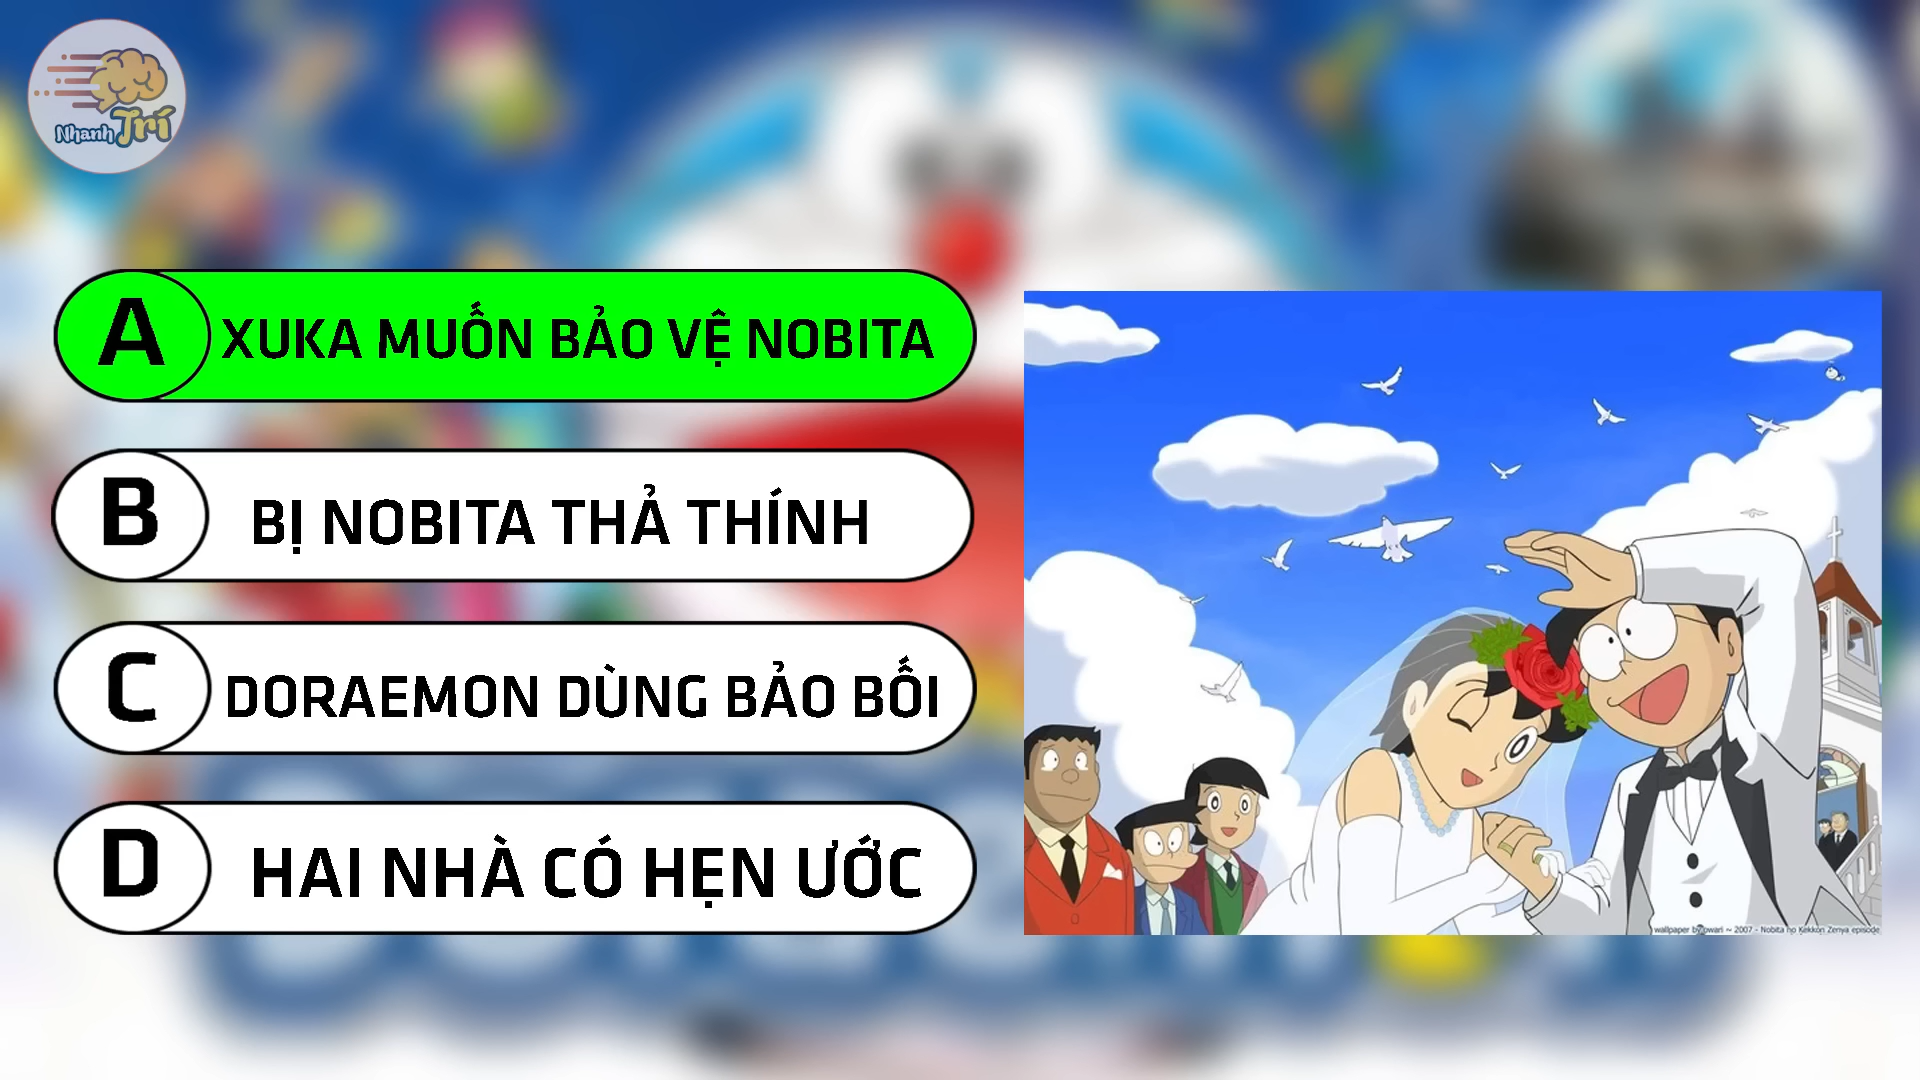 Nhanh Trí
A XUKA MUỐN BẢO VỆ NOBITA
B BỊ NOBITA THẢ THÍNH
C DORAEMON DÙNG BẢO BỐI
D HAI NHÀ CÓ HẸN ƯỚC
wallpaper by owari ~ 2007 - Nobita no Kekkon Zenya episode